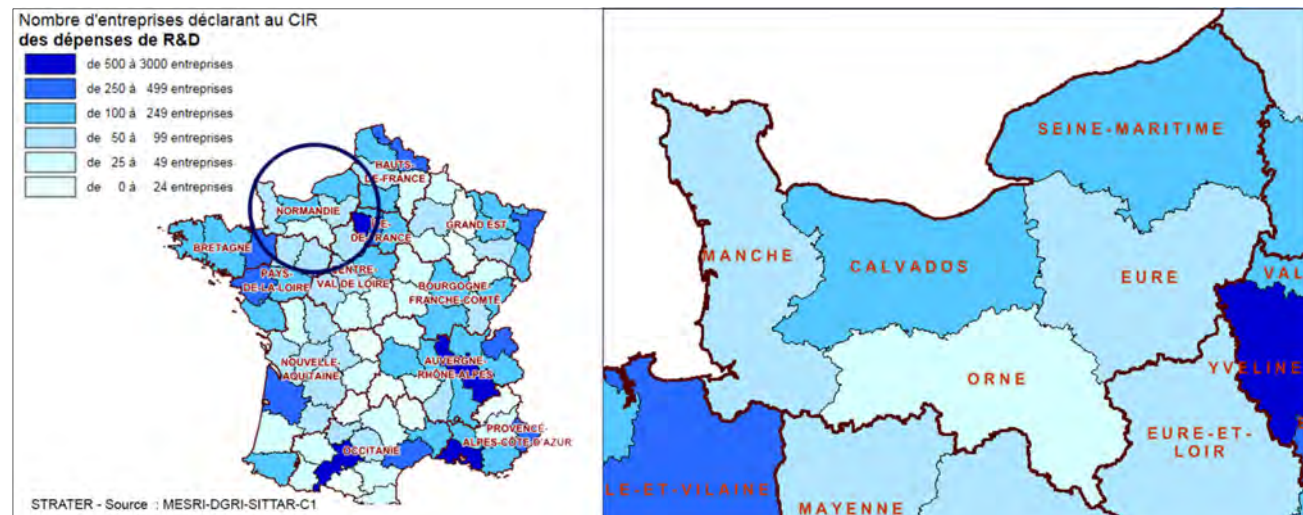 Nombre d'entreprises déclarant au CIR
des dépenses de R&D
de 500 à 3000 entreprises
de 250 à 499 entreprises
de 100 à 249 entreprises
de 50 à 99 entreprises
de 25 à 49 entreprises
de 0 à 24 entreprises
HAUTS-
DE-FRANCE
NORMANDIE
ILE-
DE-FRANCE
GRAND EST
BRETAGNE
PAYS-
DE-LA-LOIRE
CENTRE-
VAL DE LOIRE
BOURGOGNE-
FRANCHE-COMTÉ
NOUVELLE-
AQUITAINE
AUVERGNE-
RHÔNE-ALPES
OCCITANIE
PROVENCE-
ALPES-CÔTE D'AZUR
STRATER - Source : MESRI-DGRI-SITTAR-C1
SEINE-MARITIME
MANCHE
CALVADOS
EURE
VAL
YVELINE
ORNE
EURE-ET-
LOIR
LE-ET-VILAINE
MAYENNE